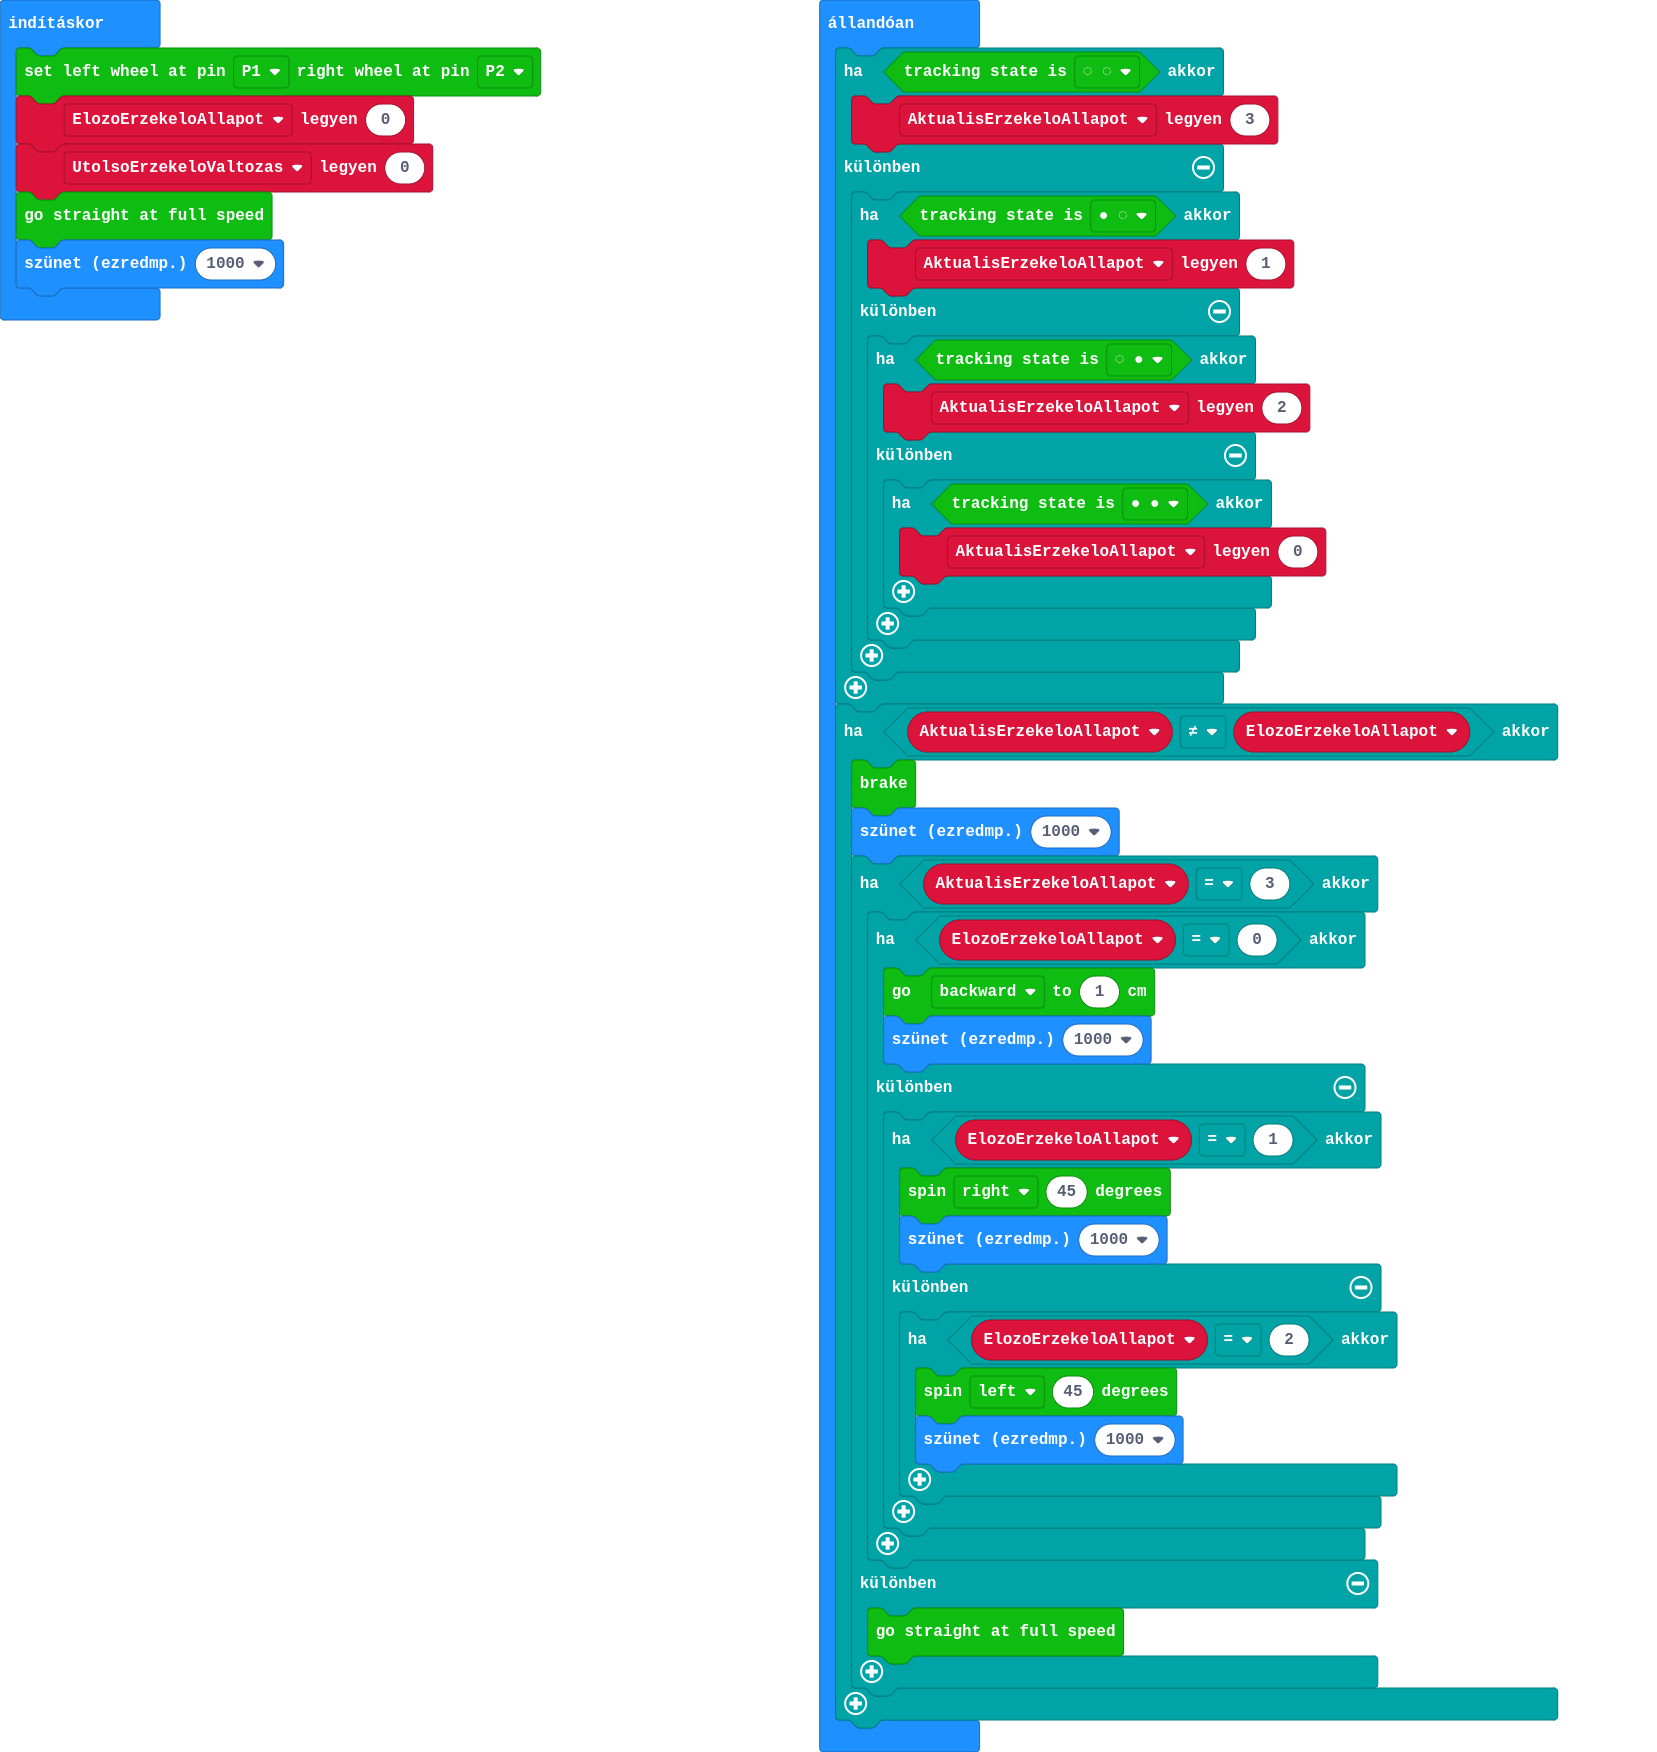 indításkor
set left wheel at pin P1 right wheel at pin P2
ElozoErzekeloAllapot legyen 0
UtolsoErzekeloValtozas legyen 0
go straight at full speed
szünet (ezredmp.) 1000
állandóan
ha tracking state is ◌ ◌ akkor
AktualisErzekeloAllapot legyen 3
különben
ha tracking state is ● ◌ akkor
AktualisErzekeloAllapot legyen 1
különben
ha tracking state is ◌ ● akkor
AktualisErzekeloAllapot legyen 2
különben
ha tracking state is ● ● akkor
AktualisErzekeloAllapot legyen 0
ha AktualisErzekeloAllapot ≠ ElozoErzekeloAllapot akkor
brake
szünet (ezredmp.) 1000
ha AktualisErzekeloAllapot = 3 akkor
ha ElozoErzekeloAllapot = 0 akkor
go backward to 1 cm
szünet (ezredmp.) 1000
különben
ha ElozoErzekeloAllapot = 1 akkor
spin right 45 degrees
szünet (ezredmp.) 1000
különben
ha ElozoErzekeloAllapot = 2 akkor
spin left 45 degrees
szünet (ezredmp.) 1000
különben
go straight at full speed